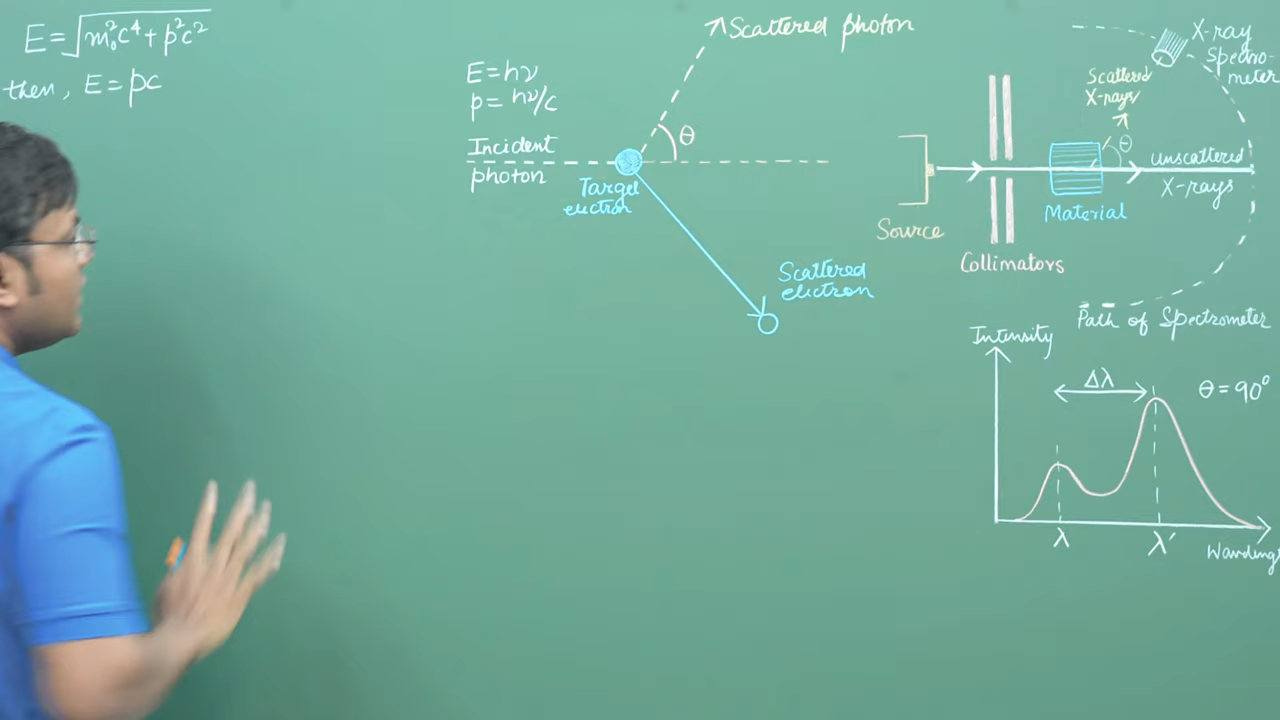 E = √m₀²c⁴ + p²c²
then, E = pc
E = hν
p = hν/c
Incident
photon
Scattered photon
θ
Target
electron
Scattered
electron
X-ray
Spectro-
meter
Scattered
X-rays
θ
unscattered
X-rays
Material
Source
Collimators
Path of Spectrometer
Intensity
Δλ
θ = 90°
λ
λ′